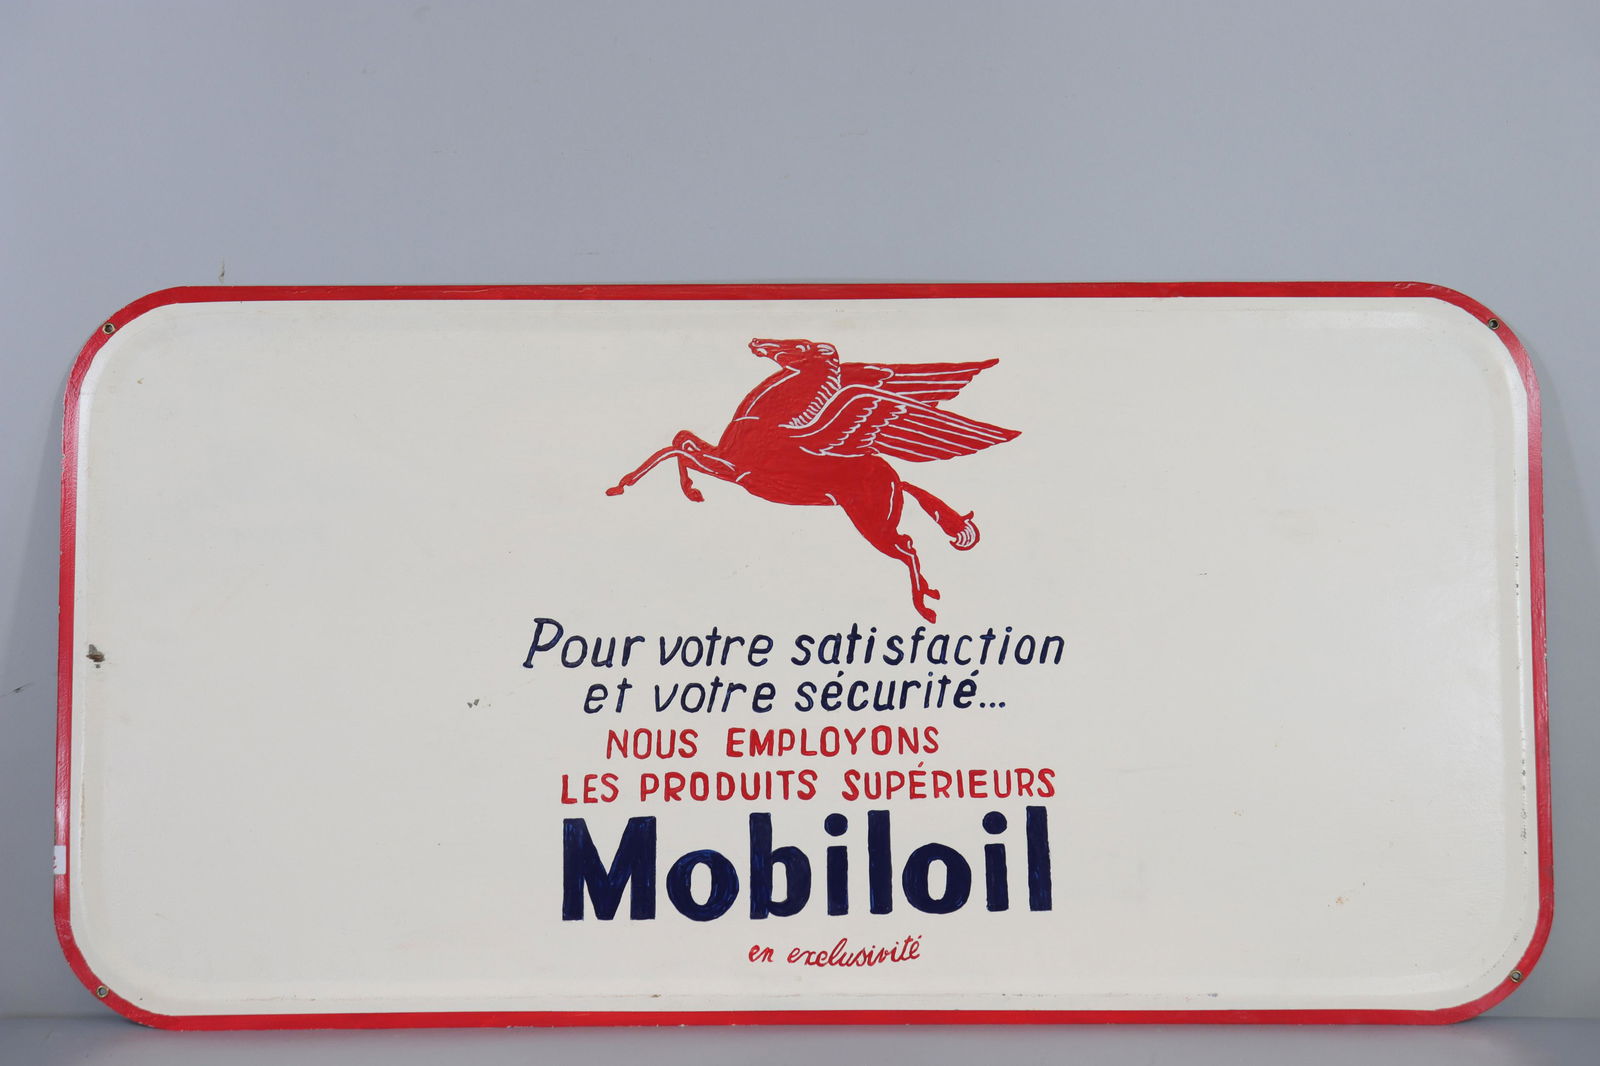 Pour votre satisfaction
et votre sécurité...
NOUS EMPLOYONS
LES PRODUITS SUPÉRIEURS
Mobiloil
en exclusivité